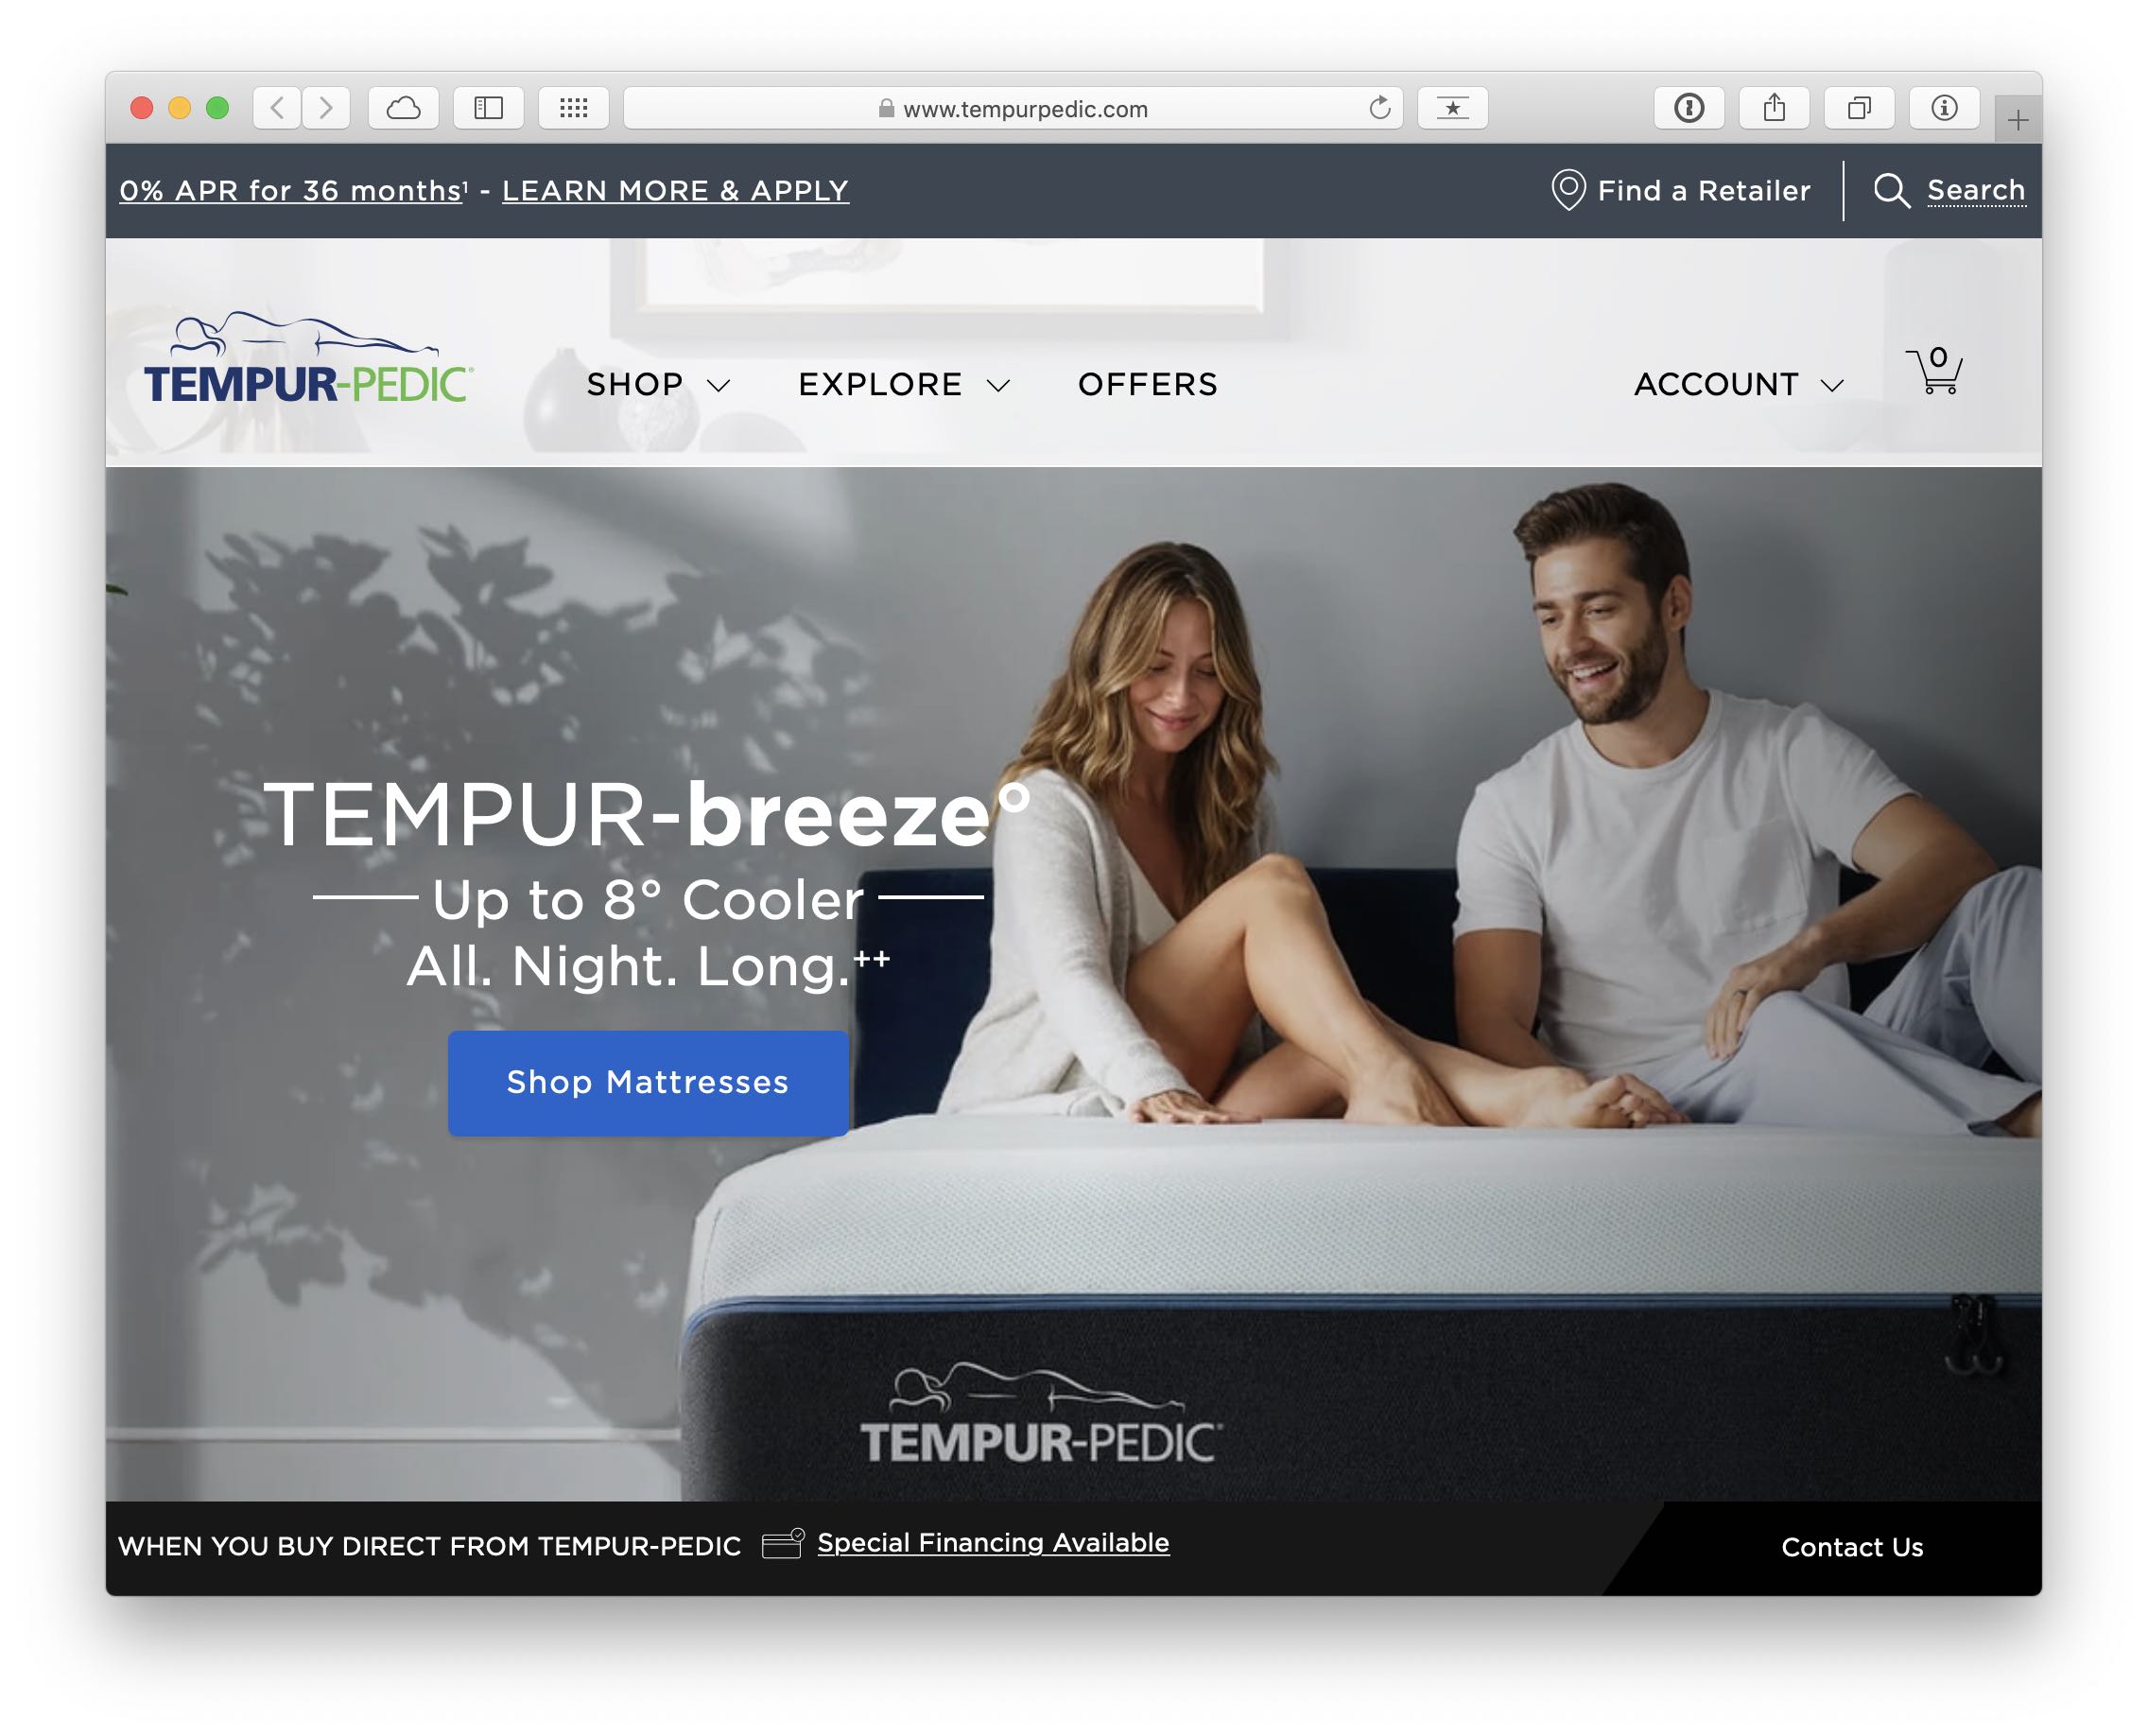 www.tempurpedic.com
0% APR for 36 months¹ - LEARN MORE & APPLY
Find a Retailer
Search
TEMPUR-PEDIC®
SHOP
EXPLORE
OFFERS
ACCOUNT
0
TEMPUR-breeze°
Up to 8° Cooler
All. Night. Long.⁺⁺
Shop Mattresses
TEMPUR-PEDIC®
WHEN YOU BUY DIRECT FROM TEMPUR-PEDIC
Special Financing Available
Contact Us